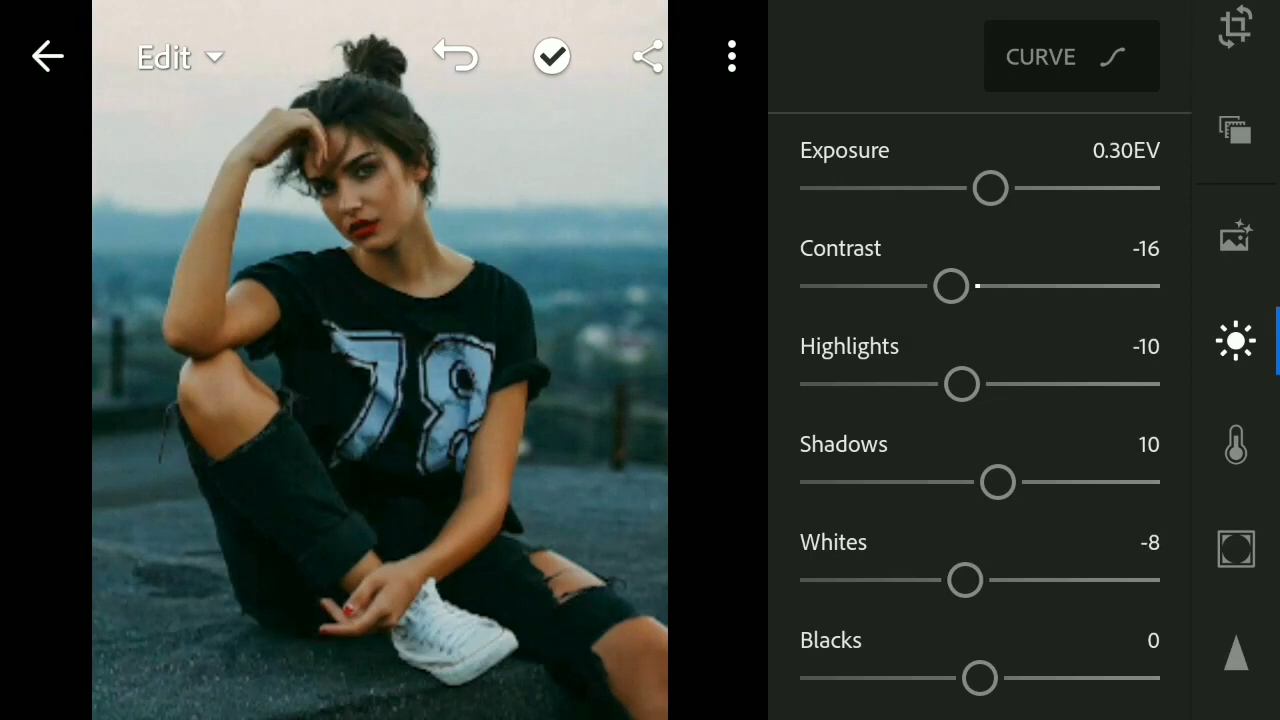 Edit
CURVE
Exposure 0.30EV
Contrast -16
Highlights -10
Shadows 10
Whites -8
Blacks 0
78